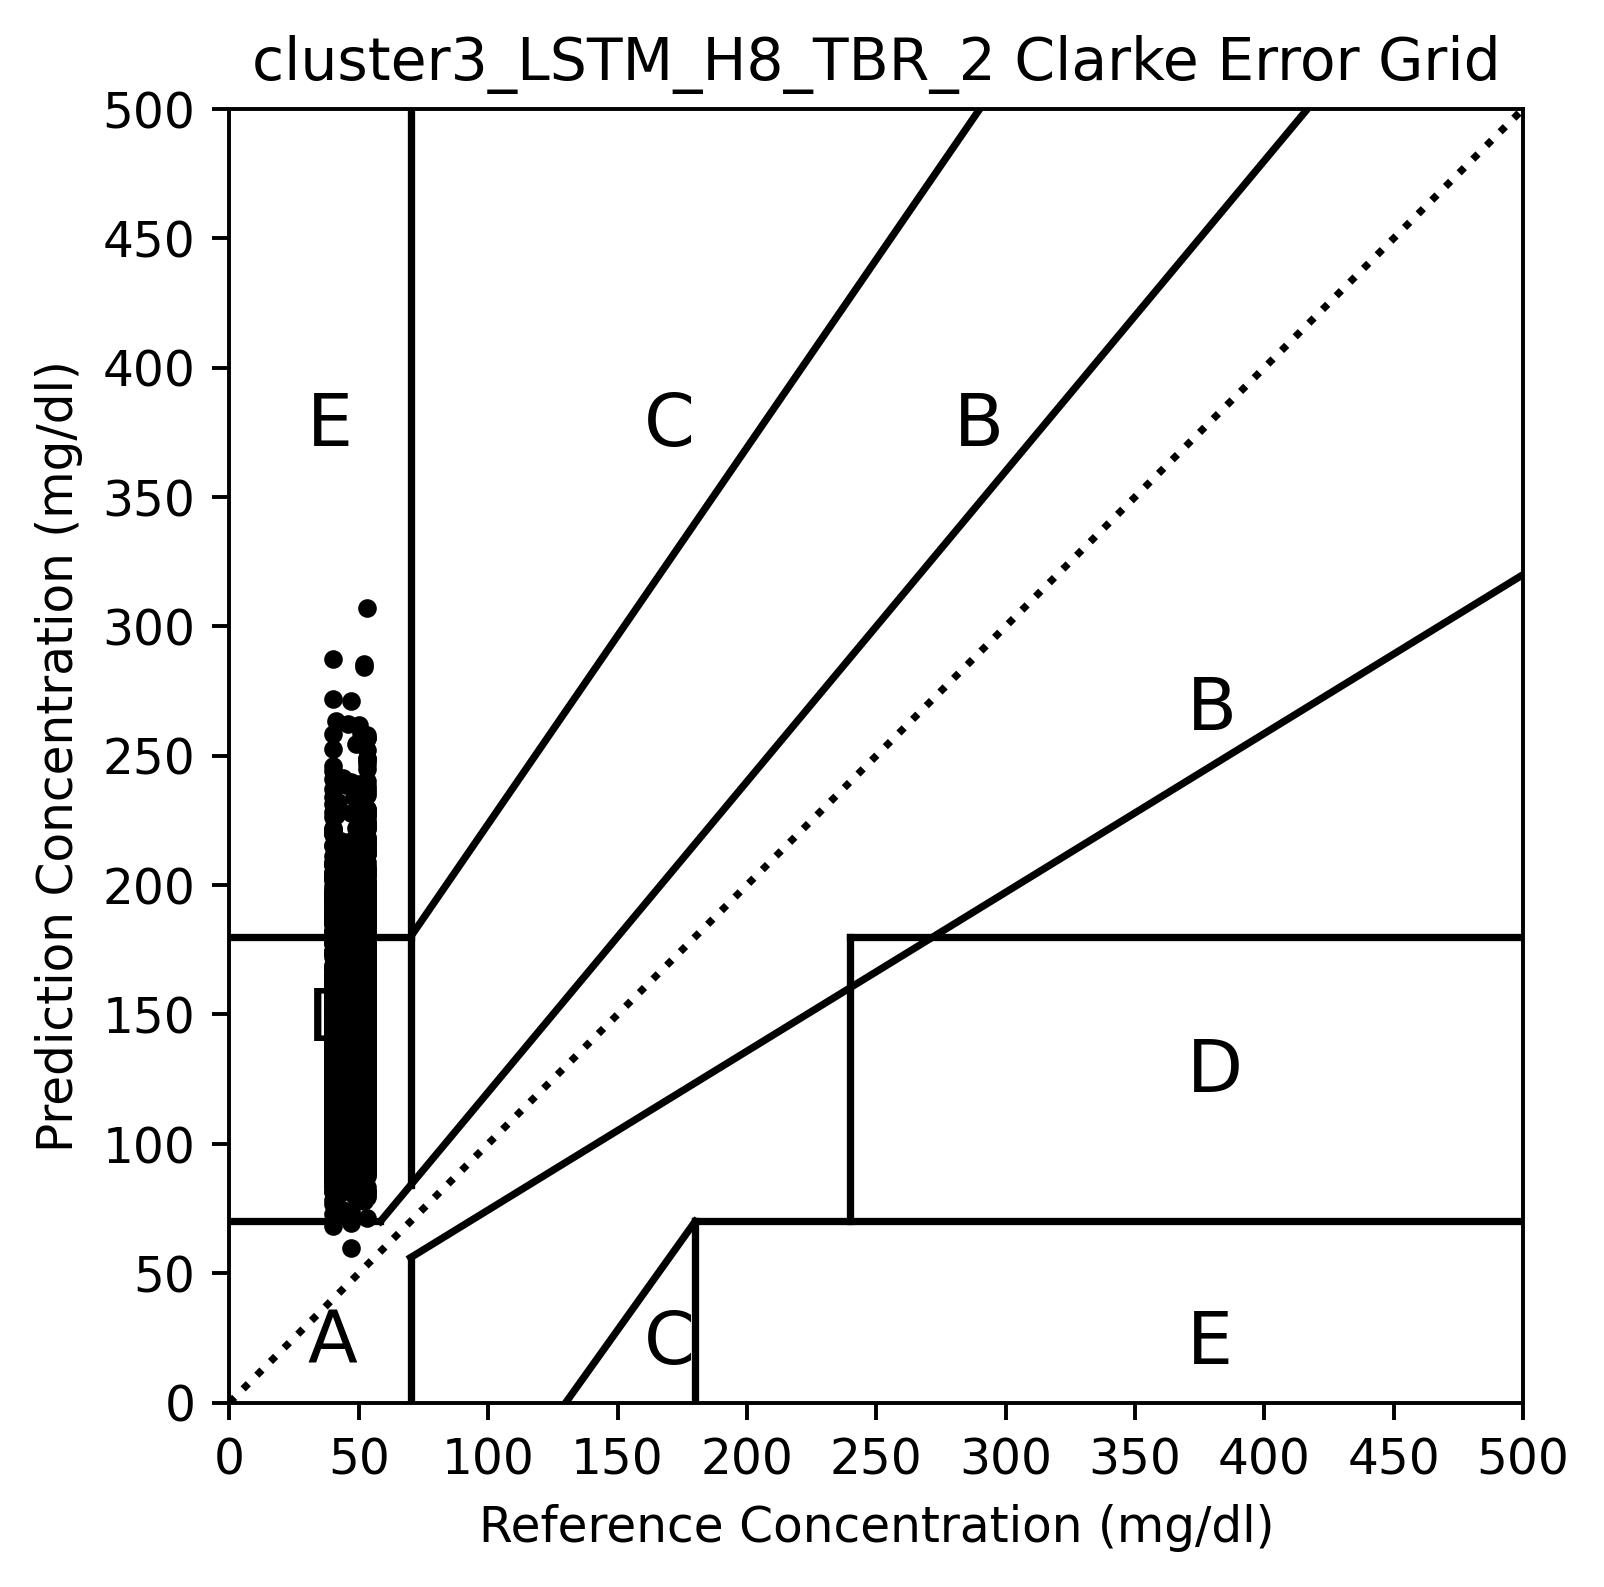 cluster3_LSTM_H8_TBR_2 Clarke Error Grid
500
450
400
350
300
250
200
150
100
50
0
Prediction Concentration (mg/dl)
E
C
B
B
D
A
C
E
0 50 100 150 200 250 300 350 400 450 500
Reference Concentration (mg/dl)